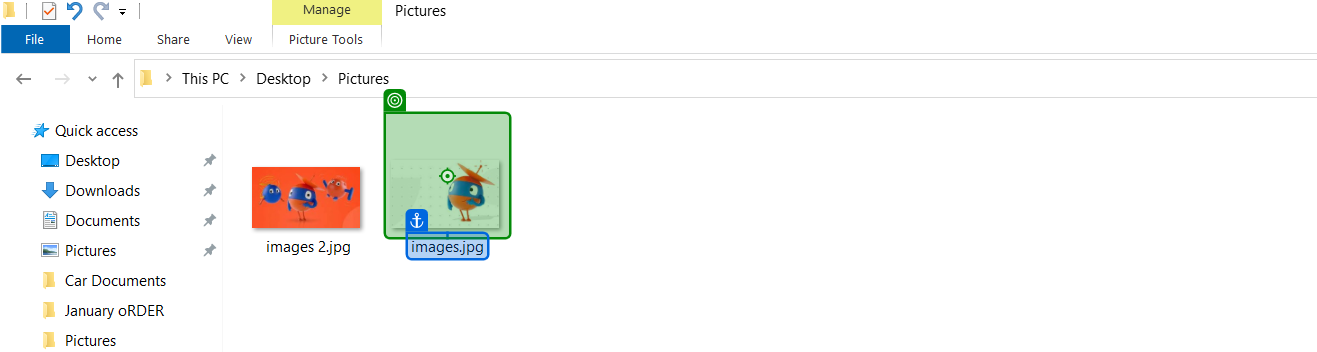 Manage
Pictures
File
Home
Share
View
Picture Tools
This PC
Desktop
Pictures
Quick access
Desktop
Downloads
Documents
Pictures
Car Documents
January oRDER
Pictures
images 2.jpg
images.jpg